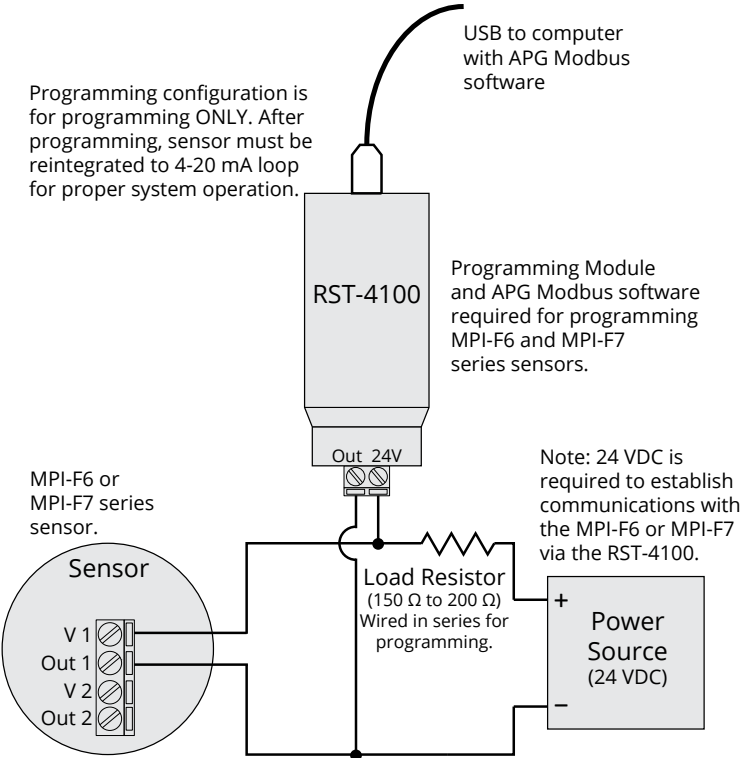 USB to computer
with APG Modbus
software
Programming configuration is
for programming ONLY. After
programming, sensor must be
reintegrated to 4-20 mA loop
for proper system operation.
RST-4100
Programming Module
and APG Modbus software
required for programming
MPI-F6 and MPI-F7
series sensors.
Out 24V
Note: 24 VDC is
required to establish
communications with
the MPI-F6 or MPI-F7
via the RST-4100.
MPI-F6 or
MPI-F7 series
sensor.
Sensor
V 1
Out 1
V 2
Out 2
Load Resistor
(150 Ω to 200 Ω)
Wired in series for
programming.
+
Power
Source
(24 VDC)
−